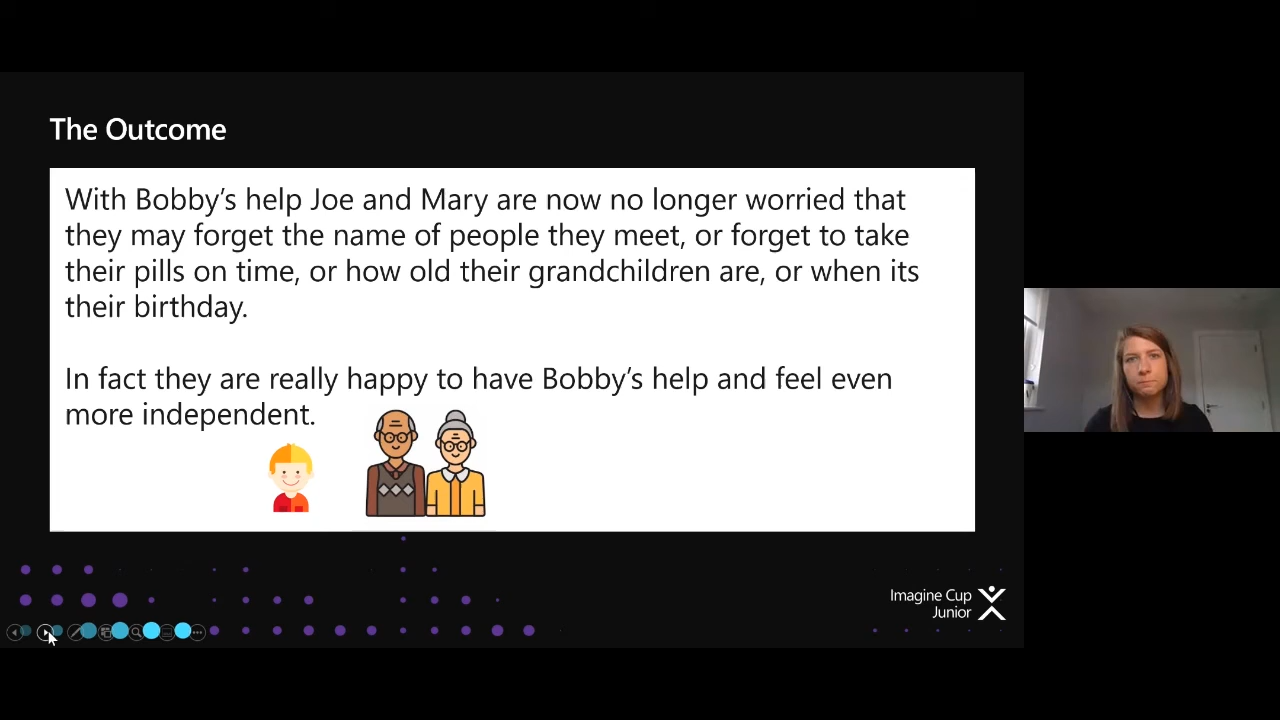 The Outcome
With Bobby's help Joe and Mary are now no longer worried that
they may forget the name of people they meet, or forget to take
their pills on time, or how old their grandchildren are, or when its
their birthday.
In fact they are really happy to have Bobby's help and feel even
more independent.
Imagine Cup
Junior